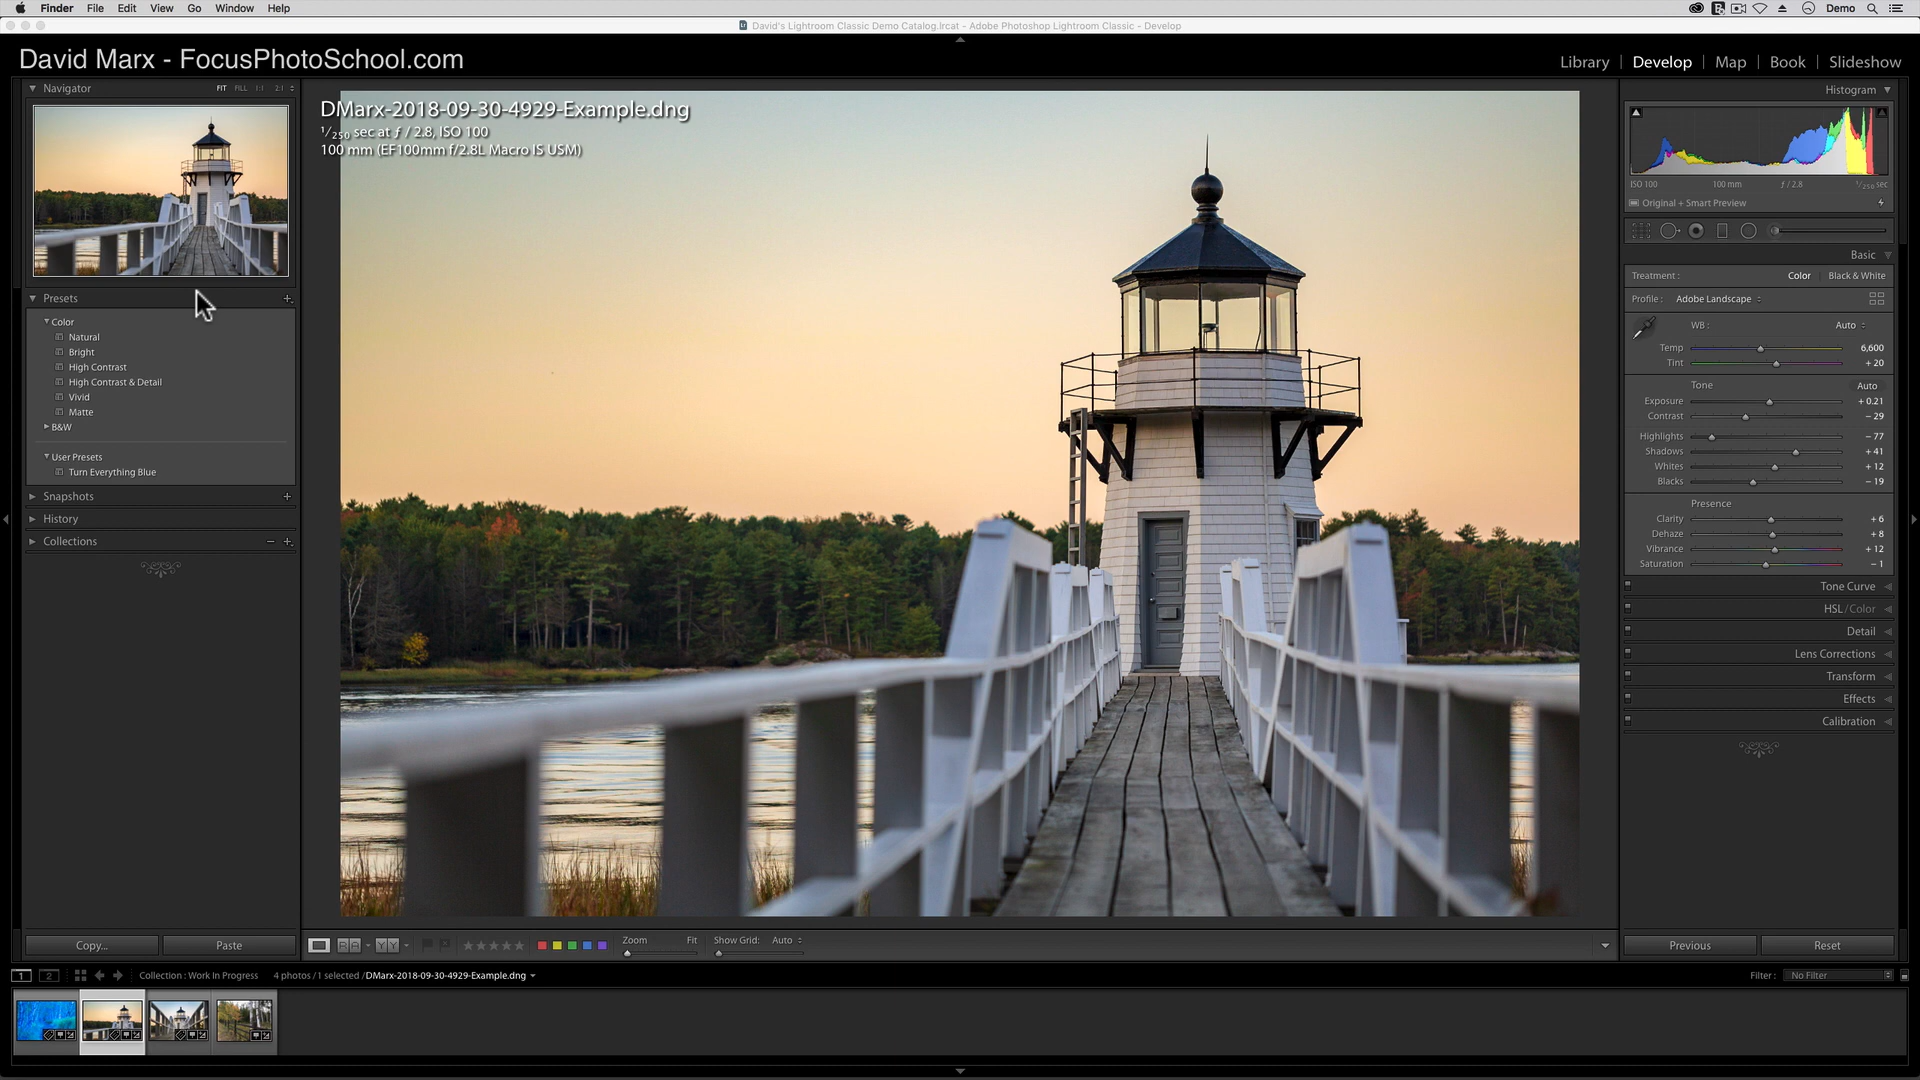 Finder File Edit View Go Window Help
Demo
David's Lightroom Classic Demo Catalog.lrcat - Adobe Photoshop Lightroom Classic - Develop
David Marx - FocusPhotoSchool.com
Library | Develop | Map | Book | Slideshow
Navigator FIT FILL 1:1 2:1
DMarx-2018-09-30-4929-Example.dng
1/250 sec at ƒ / 2.8, ISO 100
100 mm (EF100mm f/2.8L Macro IS USM)
Presets
Color
Natural
Bright
High Contrast
High Contrast & Detail
Vivid
Matte
B&W
User Presets
Turn Everything Blue
Snapshots
History
Collections
Copy... Paste
Histogram
ISO 100 100 mm ƒ / 2.8 1/250 sec
Original + Smart Preview
Basic
Treatment : Color | Black & White
Profile : Adobe Landscape
WB : Auto
Temp 6,600
Tint + 20
Tone Auto
Exposure + 0.21
Contrast − 29
Highlights − 77
Shadows + 41
Whites + 12
Blacks − 19
Presence
Clarity + 6
Dehaze + 8
Vibrance + 12
Saturation − 1
Tone Curve
HSL / Color
Detail
Lens Corrections
Transform
Effects
Calibration
Previous Reset
R A Y Y Zoom Fit Show Grid: Auto
1 2 Collection : Work In Progress 4 photos / 1 selected / DMarx-2018-09-30-4929-Example.dng
Filter : No Filter